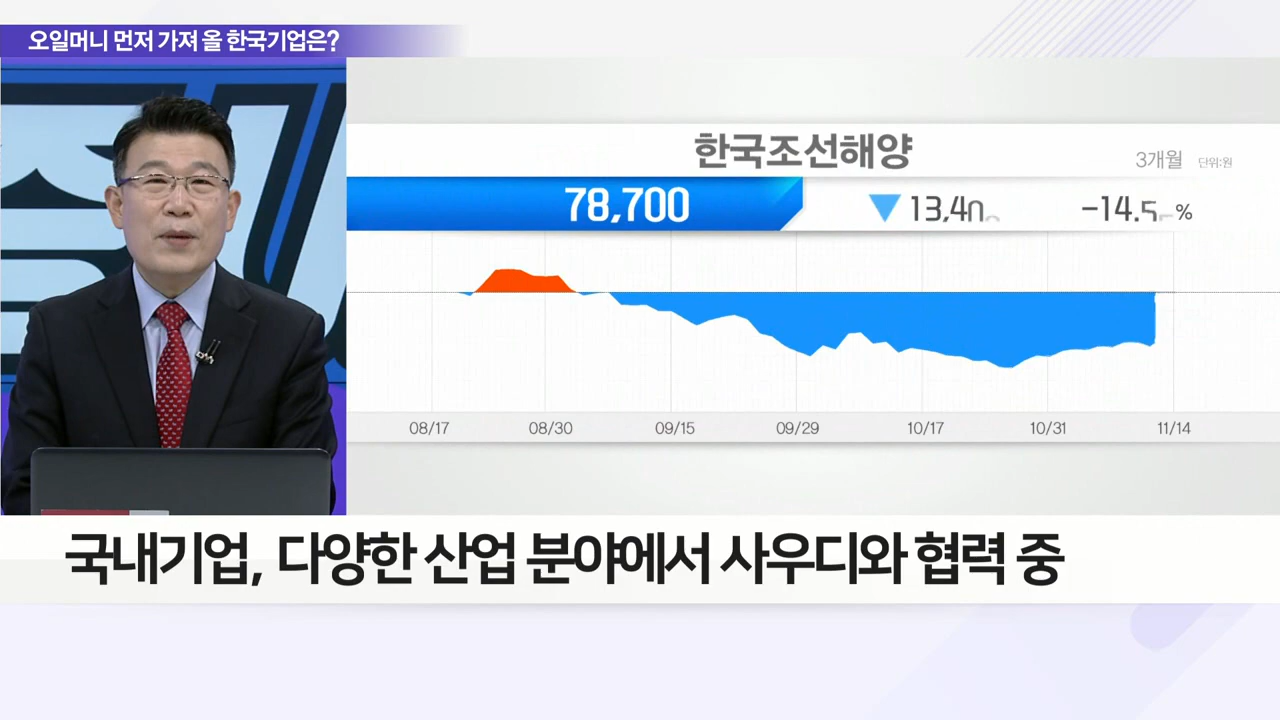 오일머니 먼저 가져 올 한국기업은?
한국조선해양
3개월 단위:원
78,700 ▼ %
08/17 08/30 09/15 09/29 10/17 10/31 11/14
국내기업, 다양한 산업 분야에서 사우디와 협력 중